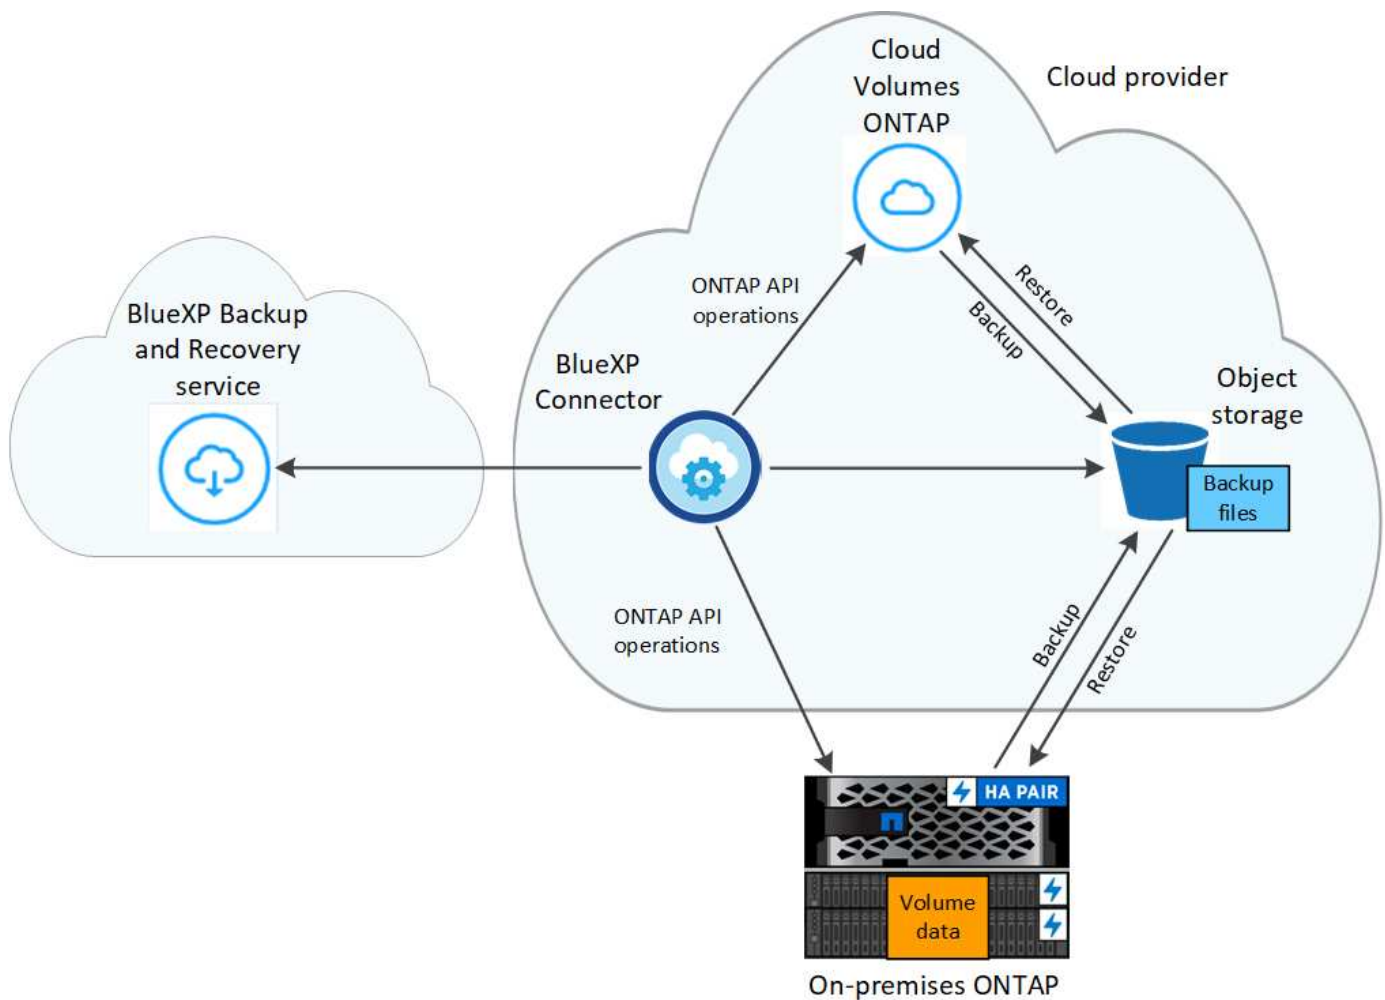 Cloud
Volumes
ONTAP
Cloud provider
BlueXP Backup
and Recovery
service
ONTAP API
operations
Restore
Backup
BlueXP
Connector
Object
storage
Backup
files
ONTAP API
operations
Backup
Restore
HA PAIR
Volume
data
On-premises ONTAP